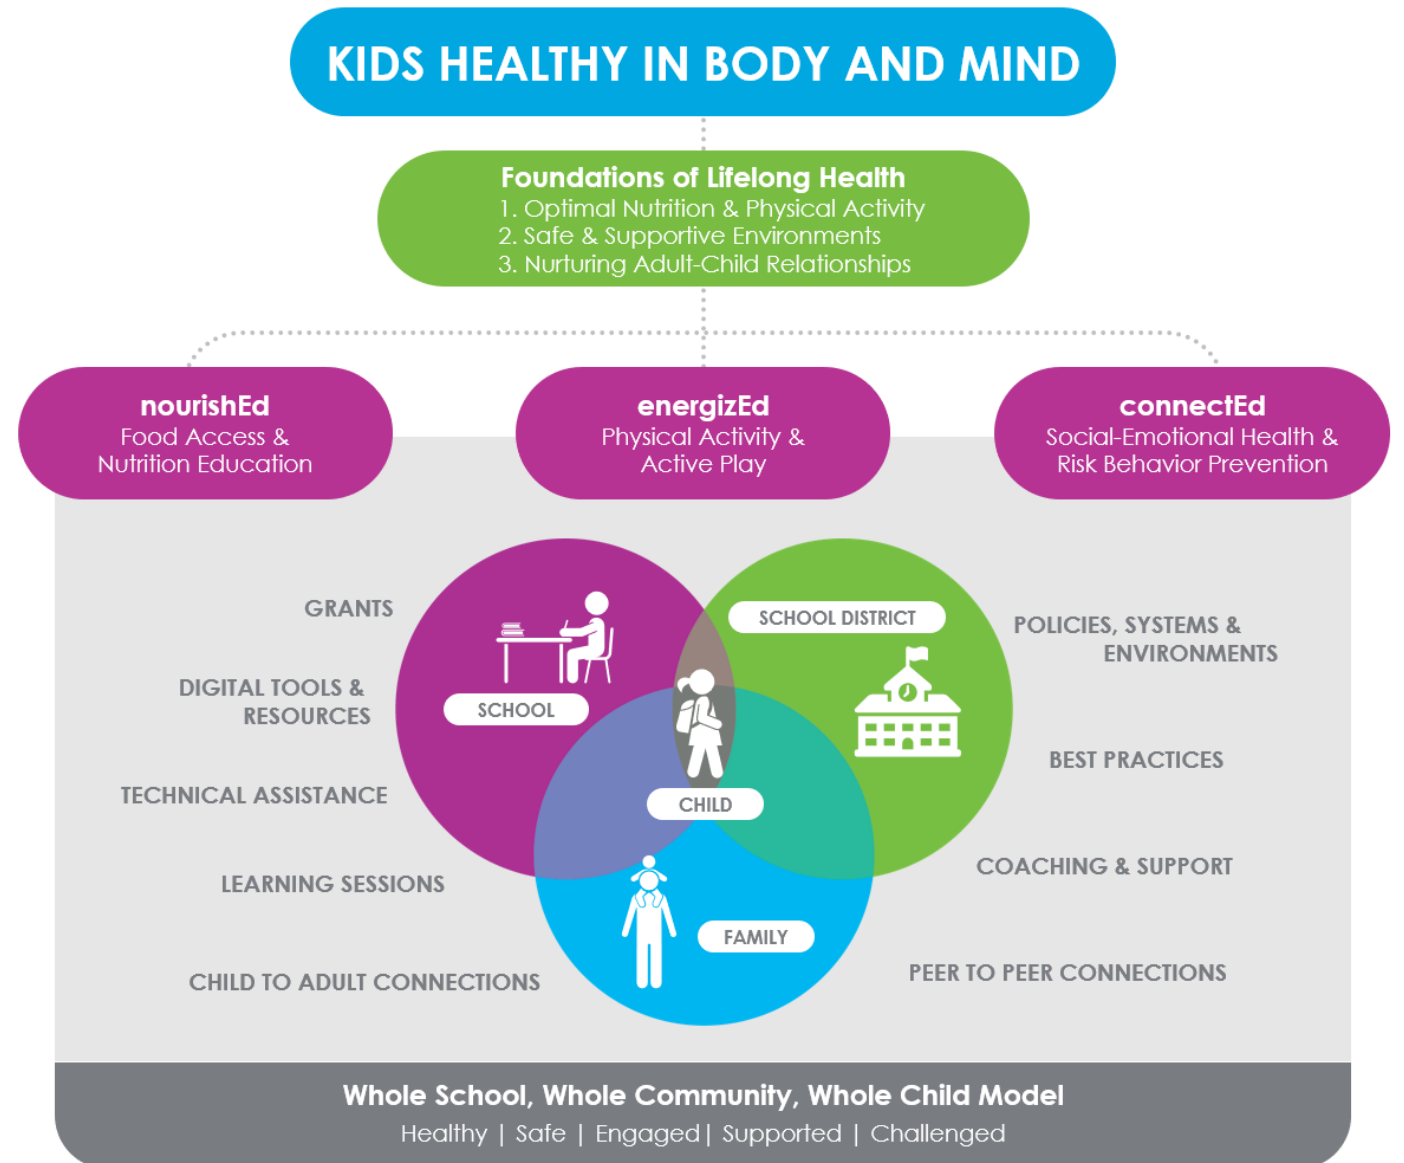 KIDS HEALTHY IN BODY AND MIND
Foundations of Lifelong Health
1. Optimal Nutrition & Physical Activity
2. Safe & Supportive Environments
3. Nurturing Adult-Child Relationships
nourishEd
Food Access &
Nutrition Education
energizEd
Physical Activity &
Active Play
connectEd
Social-Emotional Health &
Risk Behavior Prevention
GRANTS
DIGITAL TOOLS &
RESOURCES
TECHNICAL ASSISTANCE
LEARNING SESSIONS
CHILD TO ADULT CONNECTIONS
SCHOOL
SCHOOL DISTRICT
CHILD
FAMILY
POLICIES, SYSTEMS &
ENVIRONMENTS
BEST PRACTICES
COACHING & SUPPORT
PEER TO PEER CONNECTIONS
Whole School, Whole Community, Whole Child Model
Healthy | Safe | Engaged| Supported | Challenged